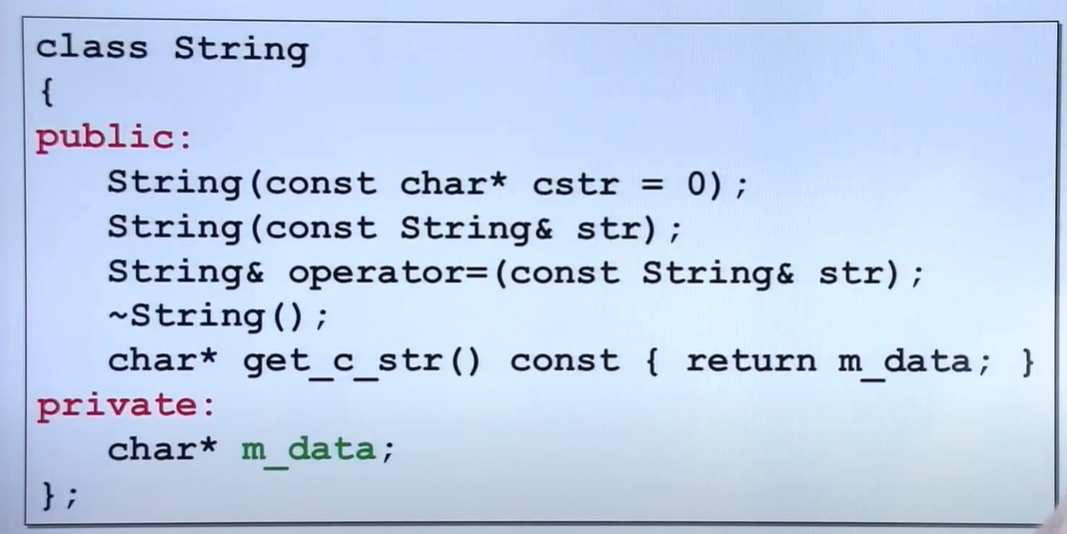 class String
{
public:
String(const char* cstr = 0);
String(const String& str);
String& operator=(const String& str);
~String();
char* get_c_str() const { return m_data; }
private:
char* m_data;
};